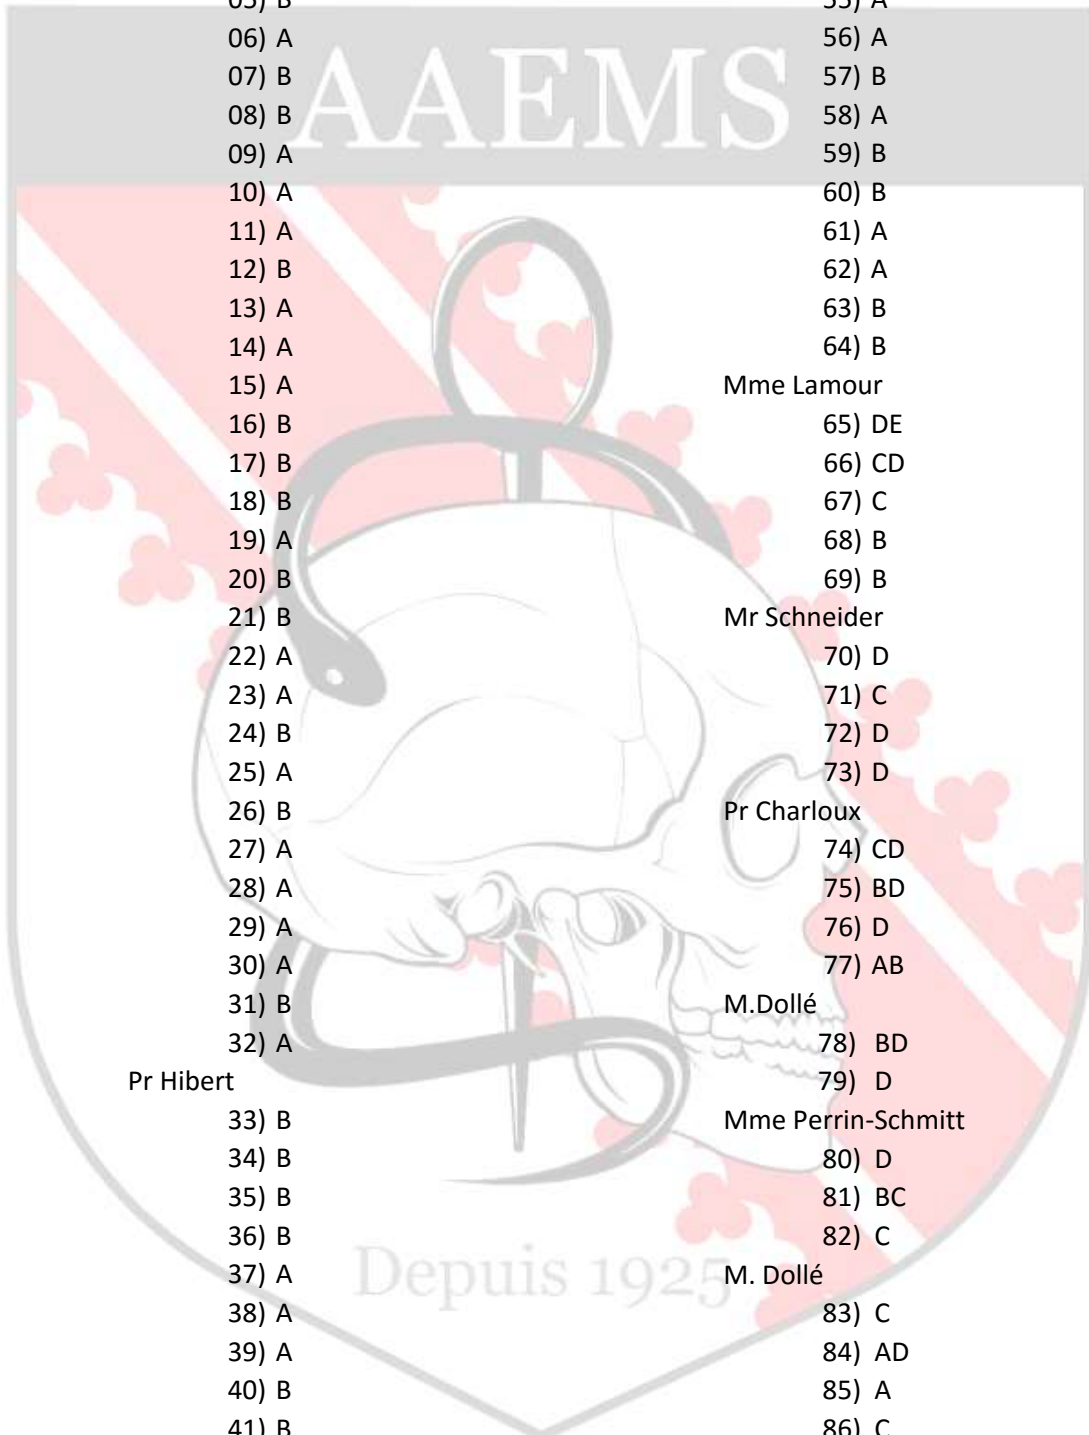 AAEMS
05) B
06) A
07) B
08) B
09) A
10) A
11) A
12) B
13) A
14) A
15) A
16) B
17) B
18) B
19) A
20) B
21) B
22) A
23) A
24) B
25) A
26) B
27) A
28) A
29) A
30) A
31) B
32) A
Pr Hibert
33) B
34) B
35) B
36) B
37) A
38) A
39) A
40) B
41) B
55) A
56) A
57) B
58) A
59) B
60) B
61) A
62) A
63) B
64) B
Mme Lamour
65) DE
66) CD
67) C
68) B
69) B
Mr Schneider
70) D
71) C
72) D
73) D
Pr Charloux
74) CD
75) BD
76) D
77) AB
M.Dollé
78) BD
79) D
Mme Perrin-Schmitt
80) D
81) BC
82) C
M. Dollé
83) C
84) AD
85) A
86) C
Depuis 1925